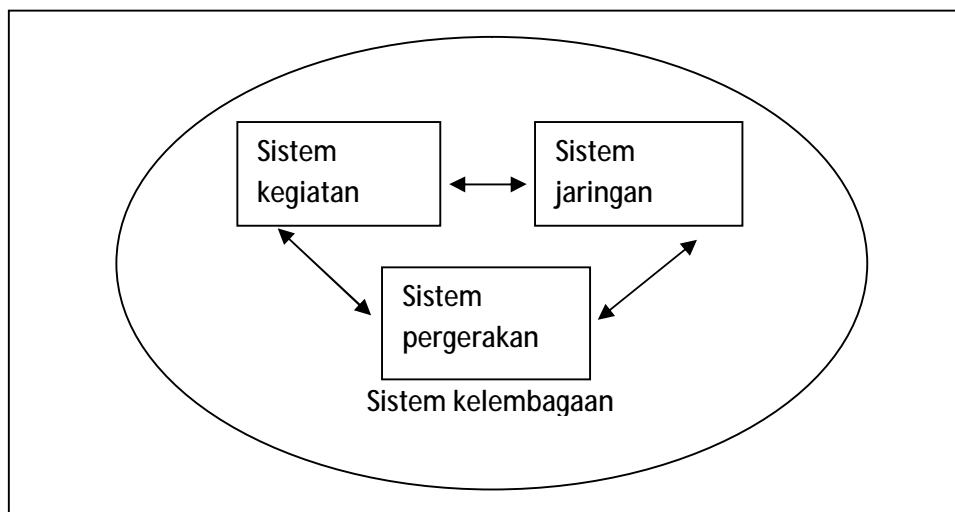 Sistem
kegiatan
Sistem
jaringan
Sistem
pergerakan
Sistem kelembagaan